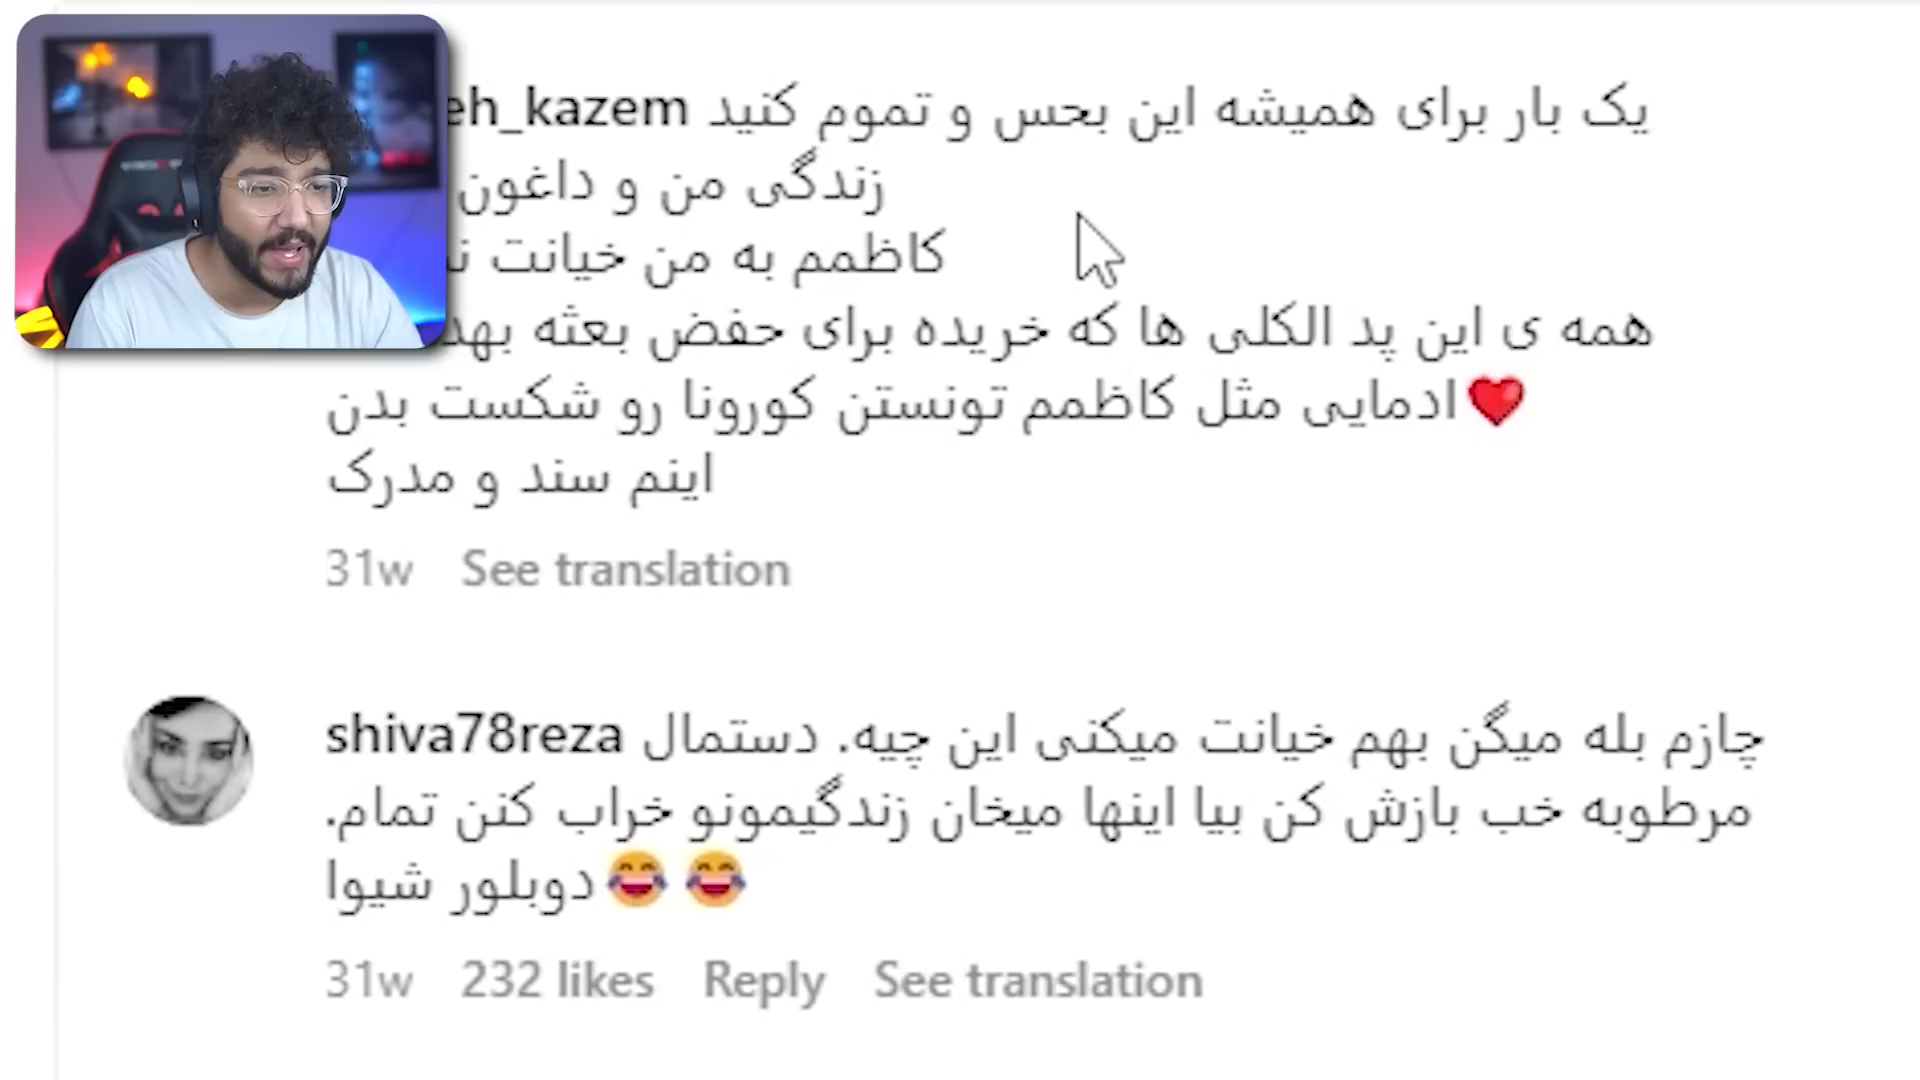 eh_kazem یک بار برای همیشه این بحس و تموم کنید
زندگی من و داغون
کاظمم به من خیانت
همه ی این پد الکلی ها که خریده برای حفض بعثه
❤️ادمایی مثل کاظمم تونستن کورونا رو شکست بدن
اینم سند و مدرک
31w See translation
shiva78reza چازم بله میگن بهم خیانت میکنی این چیه. دستمال
مرطوبه خب بازش کن بیا اینها میخان زندگیمونو خراب کنن تمام.
😂😂دوبلور شیوا
31w 232 likes Reply See translation